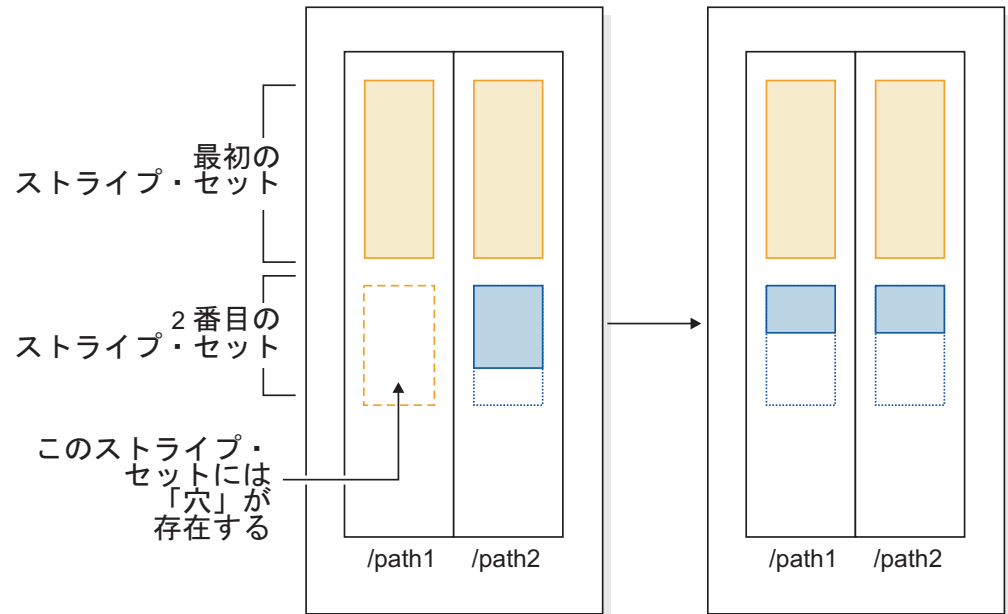 最初の
ストライプ・セット
2 番目の
ストライプ・セット
このストライプ・
セットには
「穴」が
存在する
/path1 /path2
/path1 /path2